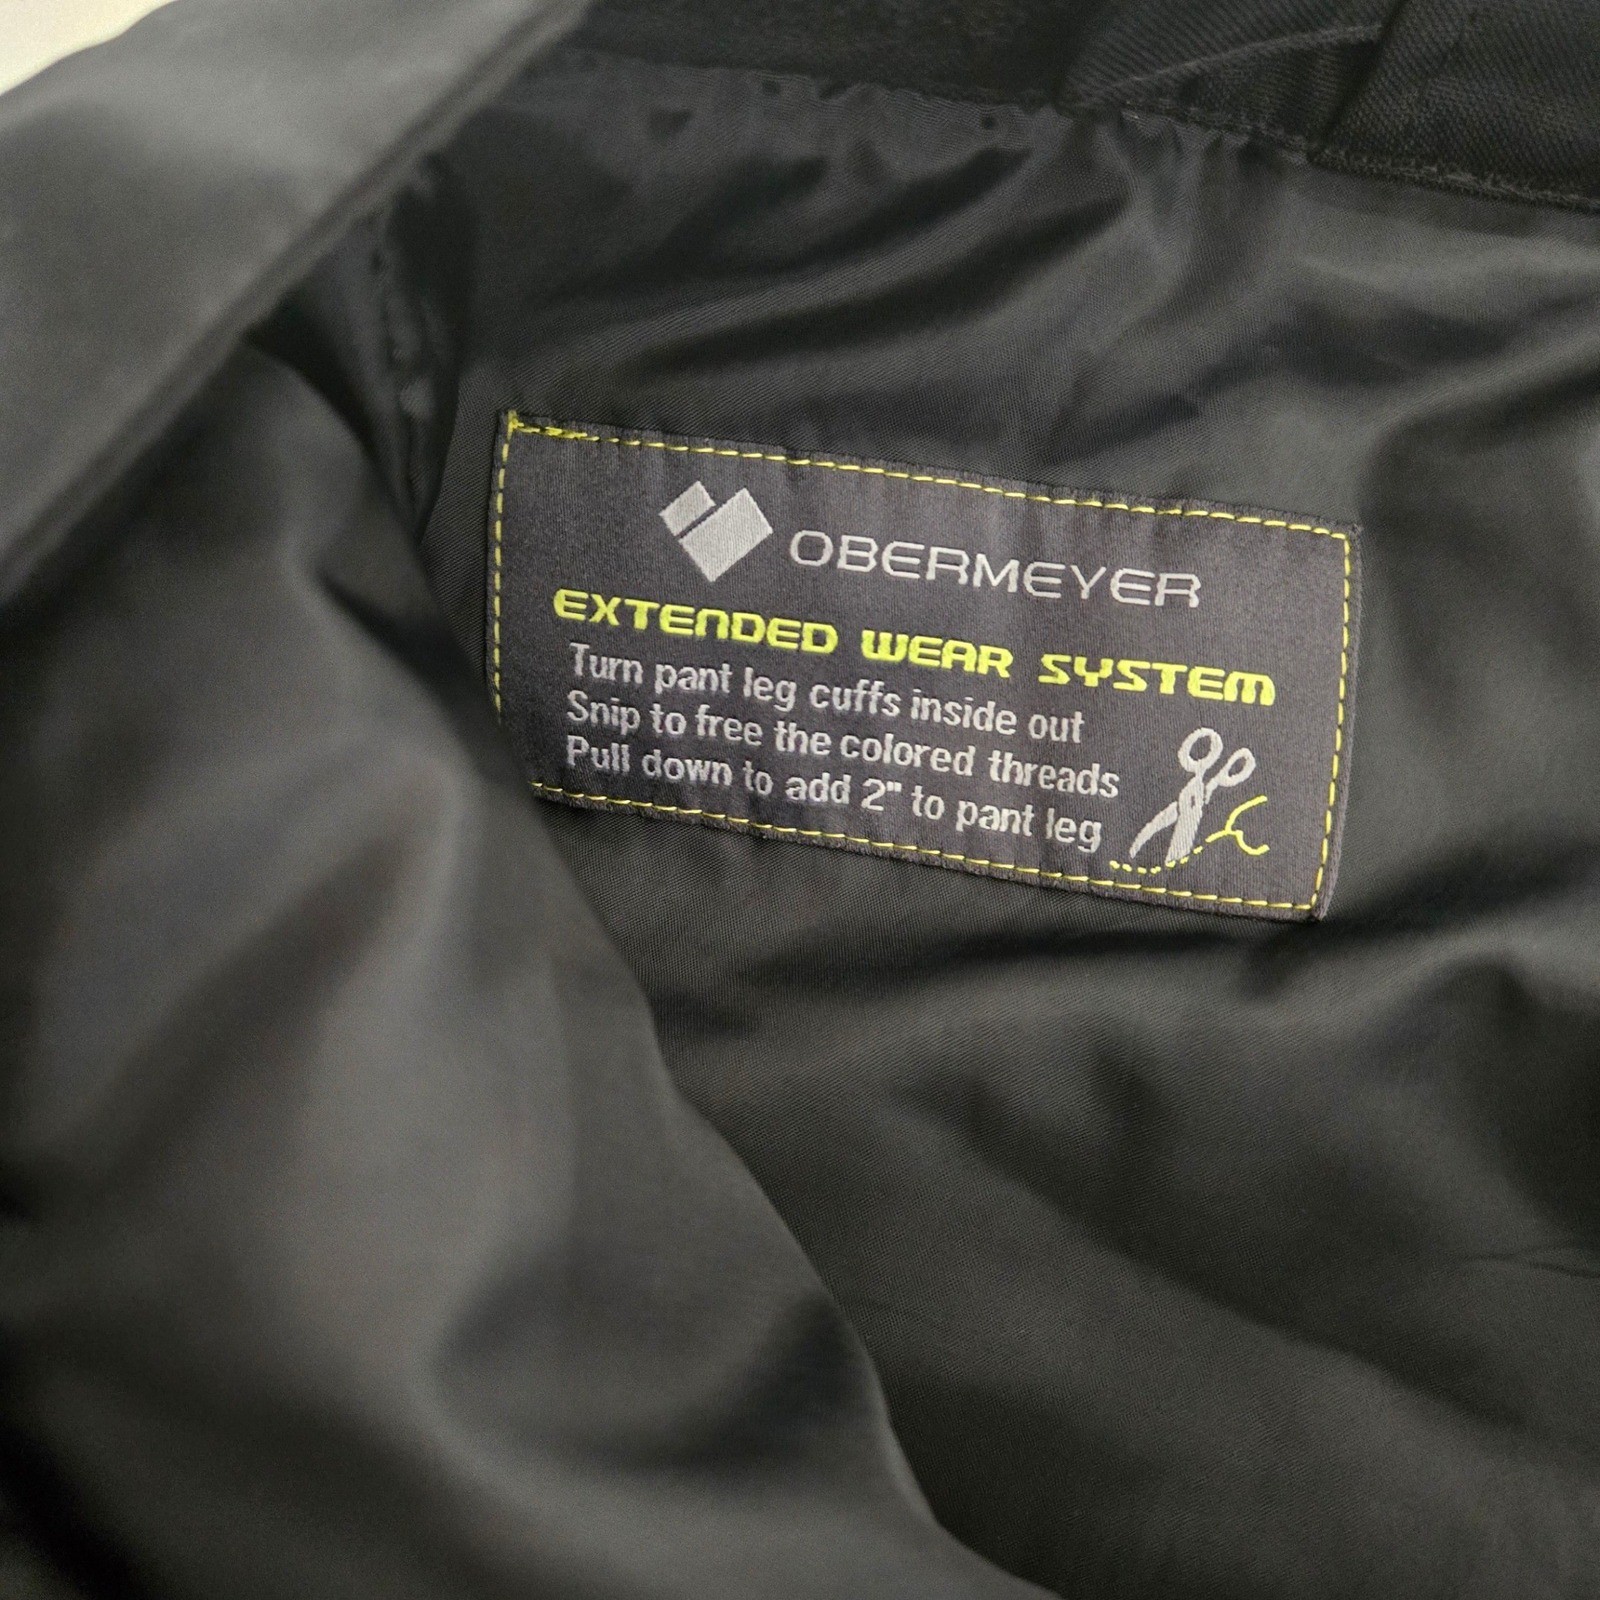 OBERMEYER
EXTENDED WEAR SYSTEM
Turn pant leg cuffs inside out
Snip to free the colored threads
Pull down to add 2" to pant leg